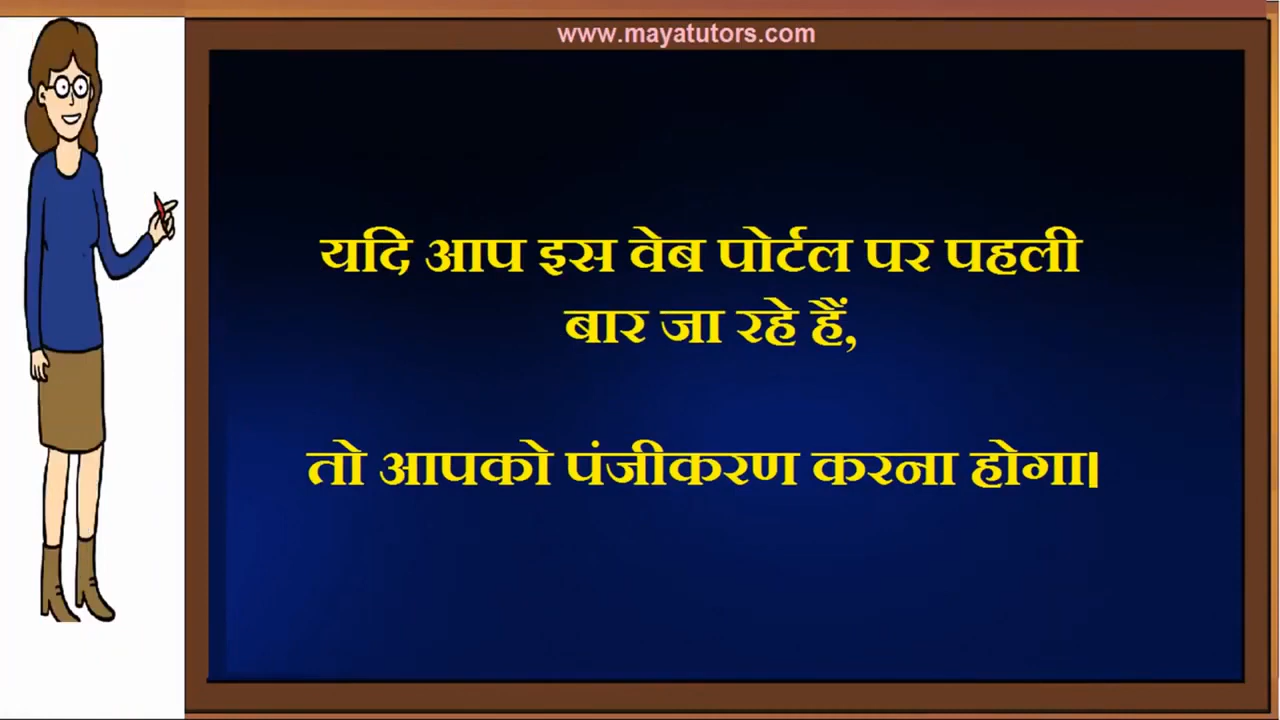 www.mayatutors.com
यदि आप इस वेब पोर्टल पर पहली
बार जा रहे हैं,
तो आपको पंजीकरण करना होगा।